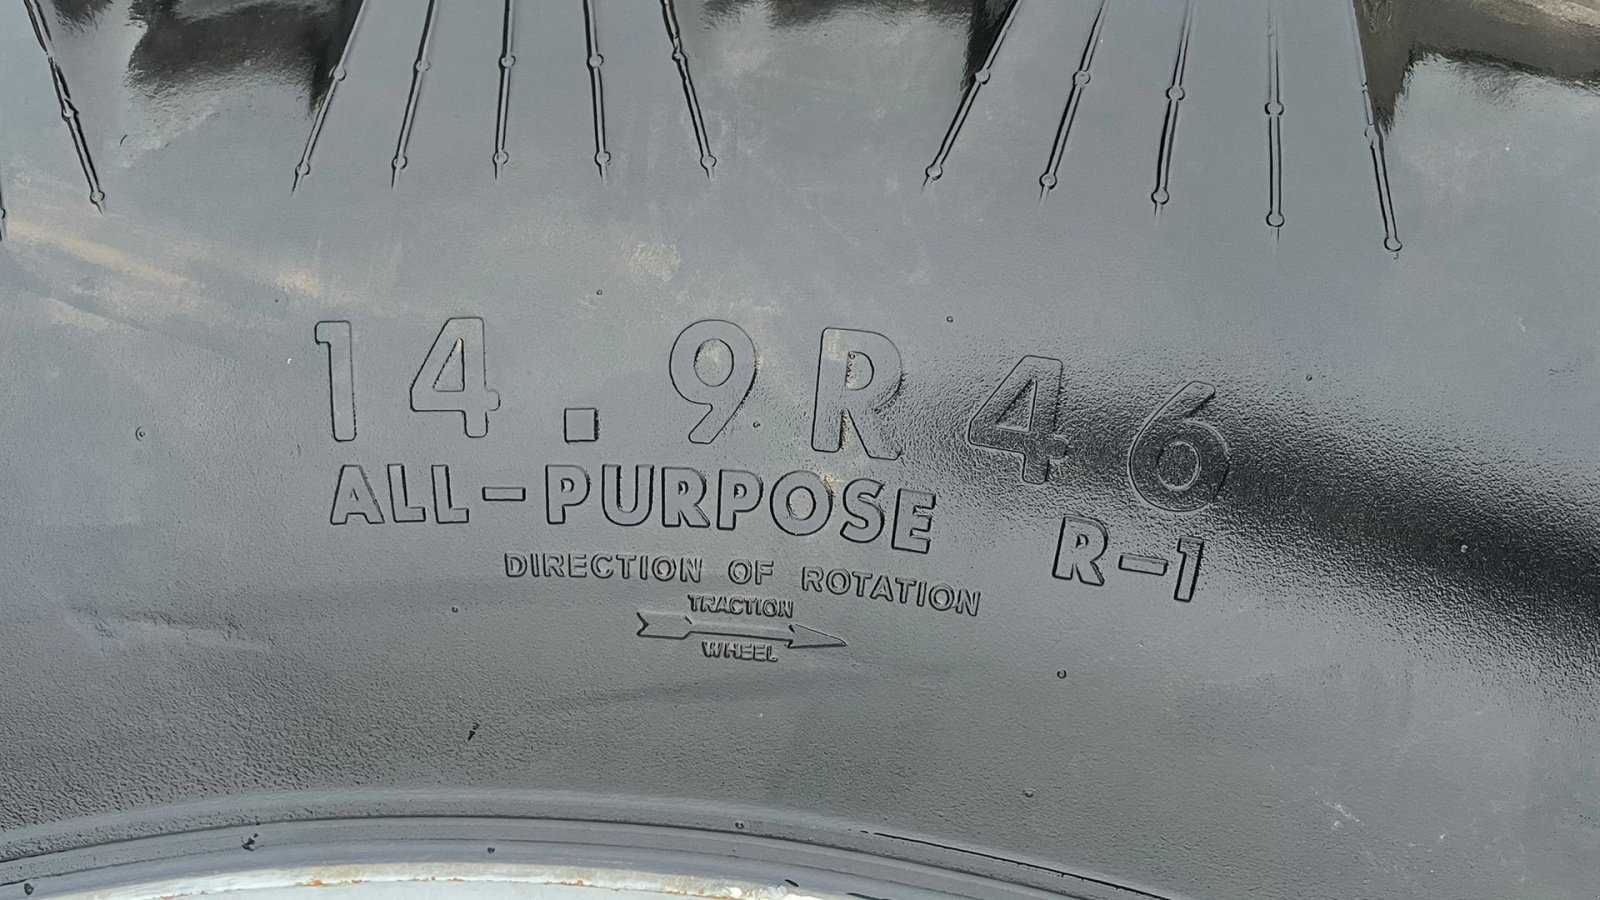 14.9R46
ALL-PURPOSE R-1
DIRECTION OF ROTATION
TRACTION
WHEEL